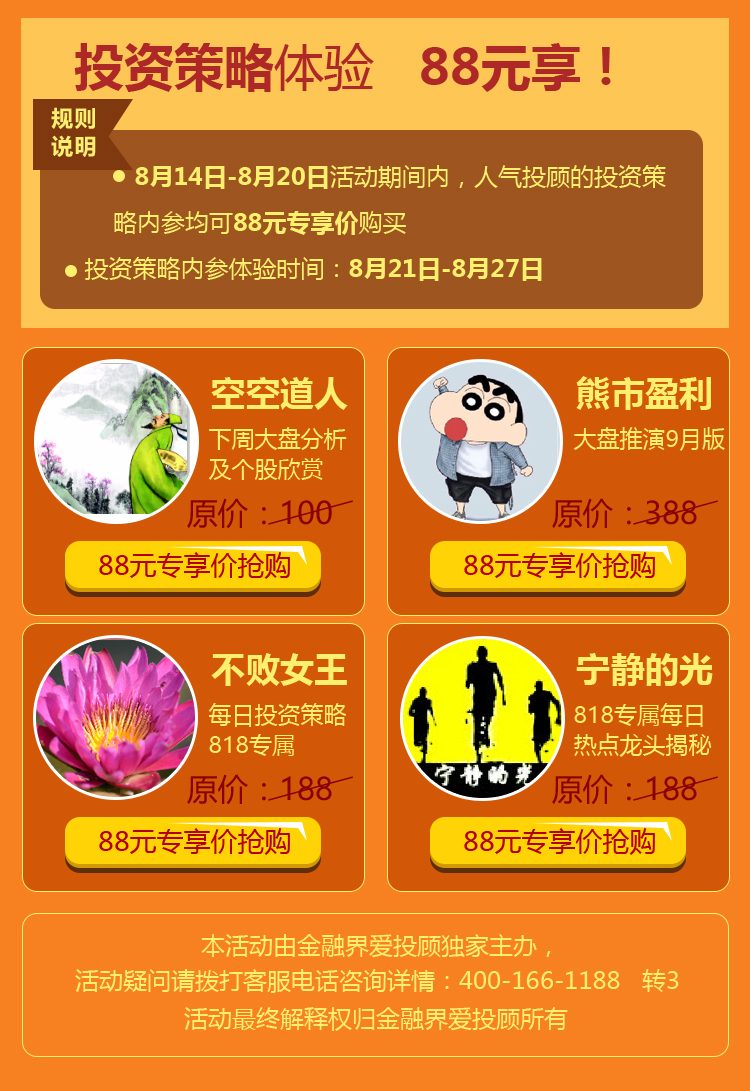 投资策略体验 88元享！
规则
说明
● 8月14日-8月20日活动期间内，人气投顾的投资策
略内参均可88元专享价购买
● 投资策略内参体验时间：8月21日-8月27日
空空道人
下周大盘分析
及个股欣赏
原价：100
88元专享价抢购
熊市盈利
大盘推演9月版
原价：388
88元专享价抢购
不败女王
每日投资策略
818专属
原价：188
88元专享价抢购
宁静的光
818专属每日
热点龙头揭秘
宁静的光
原价：188
88元专享价抢购
本活动由金融界爱投顾独家主办，
活动疑问请拨打客服电话咨询详情：400-166-1188 转3
活动最终解释权归金融界爱投顾所有